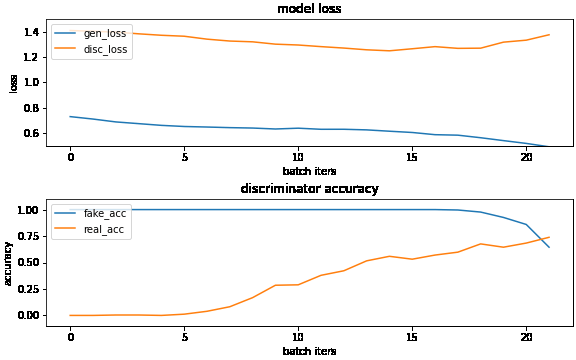 model loss
1.4
1.2
1.0
0.8
0.6
loss
gen_loss
disc_loss
0 5 10 15 20
batch iters
discriminator accuracy
1.00
0.75
0.50
0.25
0.00
accuracy
fake_acc
real_acc
0 5 10 15 20
batch iters